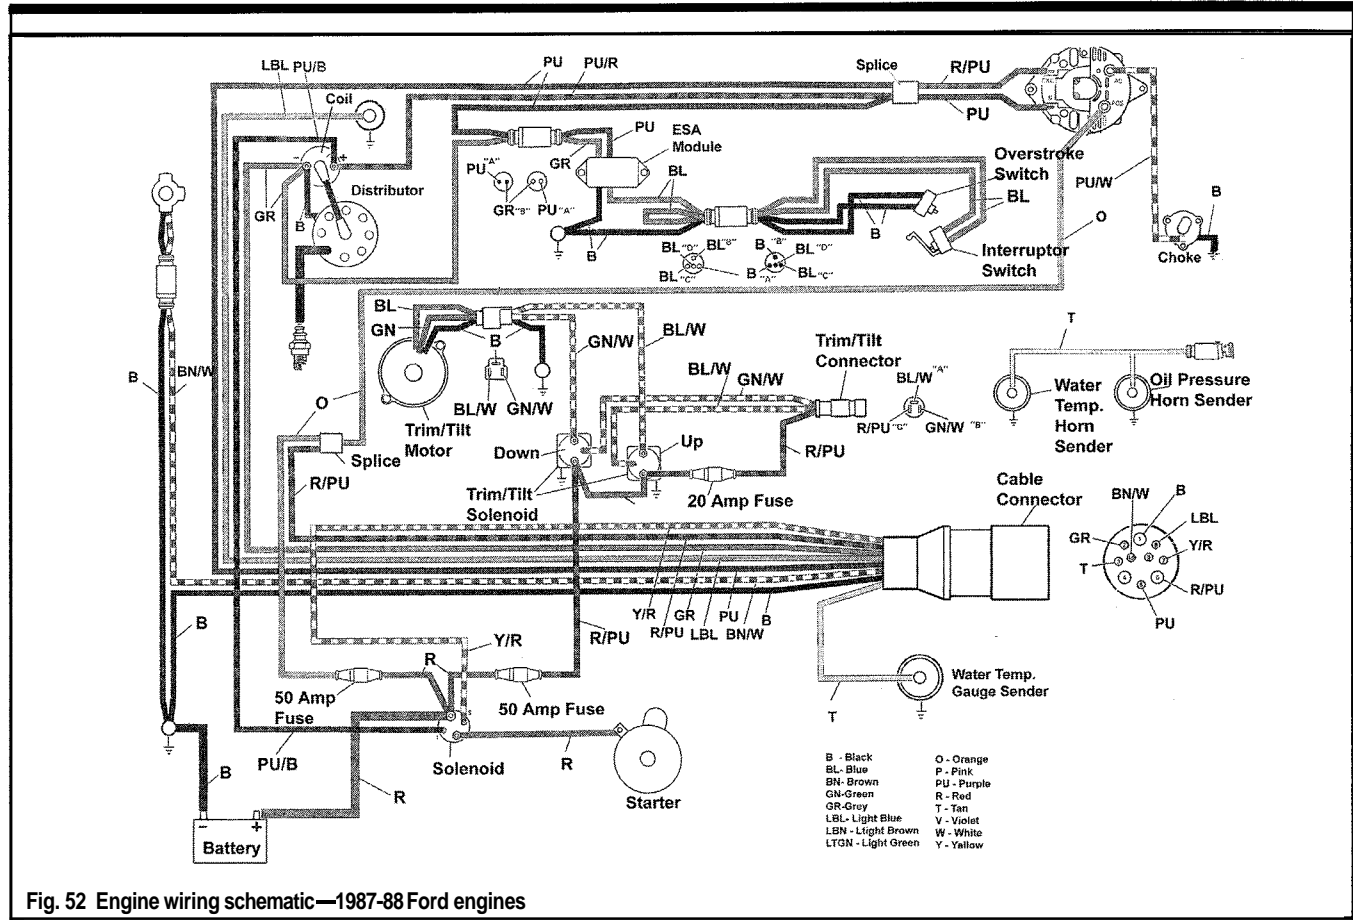 LBL PU/B
PU
PU/R
Splice
R/PU
PU
Coil
- +
Distributor
GR
B
PU
ESA
Module
GR
PU "A"
GR "B"
PU "A"
BL
B
Overstroke
Switch
BL
B
Interruptor
Switch
BL "D"
BL "B"
BL "C"
B "B"
BL "D"
B "A"
BL "C"
PU/W
O
B
Choke
BL
GN
B
GN/W
BL/W
BL/W
GN/W
Trim/Tilt
Motor
B
BN/W
O
Splice
R/PU
BL/W
GN/W
Trim/Tilt
Connector
BL/W "A"
R/PU "C"
GN/W "B"
R/PU
Down
Up
Trim/Tilt
Solenoid
20 Amp Fuse
T
Water
Temp.
Horn
Sender
Oil Pressure
Horn Sender
Cable
Connector
BN/W
B
LBL
GR
Y/R
T
R/PU
PU
Y/R
R/PU
GR
LBL
PU
BN/W
B
B
Y/R
R/PU
R
50 Amp
Fuse
50 Amp Fuse
Water Temp.
Gauge Sender
T
PU/B
B
R
Solenoid
R
Starter
- +
Battery
B - Black
BL- Blue
BN- Brown
GN-Green
GR-Grey
LBL- Light Blue
LBN - Ltight Brown
LTGN - Light Green
O - Orange
P - Pink
PU - Purple
R - Red
T - Tan
V - Violet
W - White
Y - Yallow
Fig. 52 Engine wiring schematic—1987-88 Ford engines